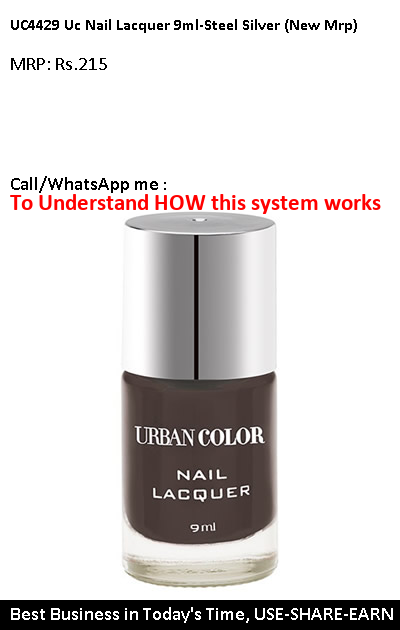 UC4429 Uc Nail Lacquer 9ml-Steel Silver (New Mrp)
MRP: Rs.215
Call/WhatsApp me :
To Understand HOW this system works
URBAN COLOR
NAIL
LACQUER
9ml
Best Business in Today's Time, USE-SHARE-EARN